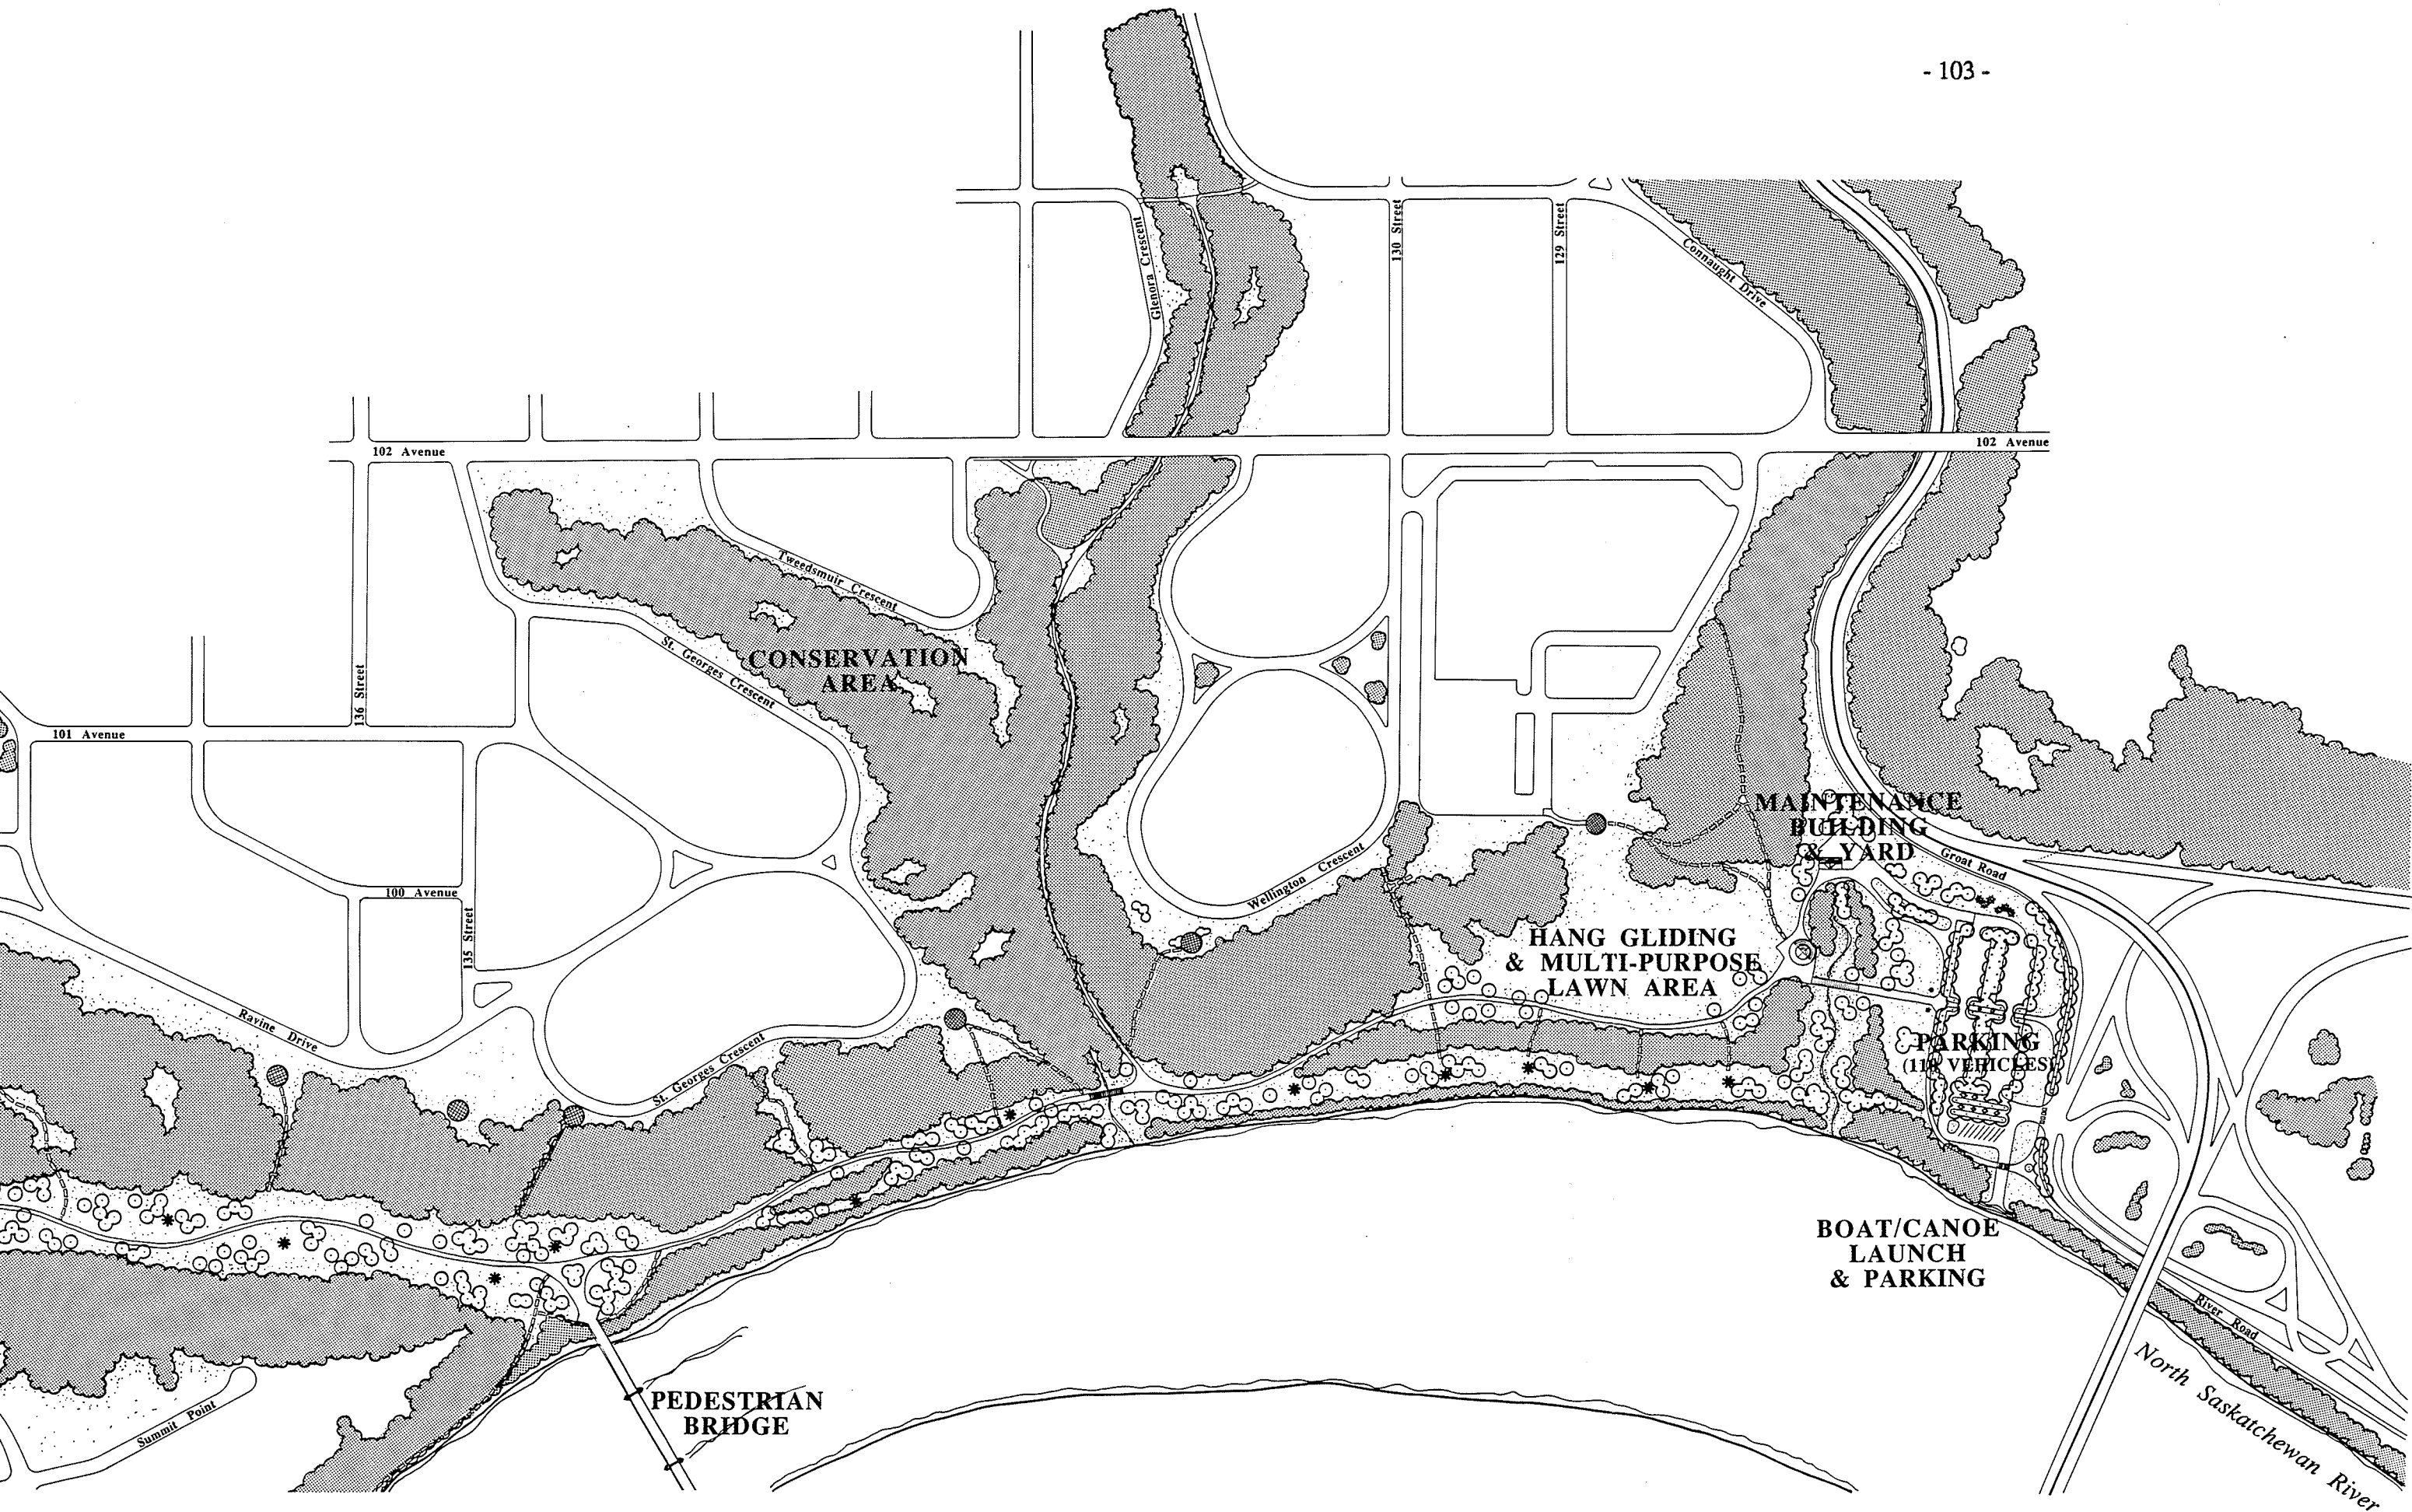 - 103 -
Glenora Crescent
130 Street
129 Street
Connaught Drive
102 Avenue
102 Avenue
Tweedsmuir Crescent
St. Georges Crescent
CONSERVATION
AREA
136 Street
101 Avenue
100 Avenue
135 Street
Wellington Crescent
MAINTENANCE
BUILDING
& YARD
Groat Road
HANG GLIDING
& MULTI-PURPOSE
LAWN AREA
Ravine Drive
St. Georges Crescent
PARKING
VEHICLES)
BOAT/CANOE
LAUNCH
& PARKING
River Road
PEDESTRIAN
BRIDGE
Summit Point
North Saskatchewan River